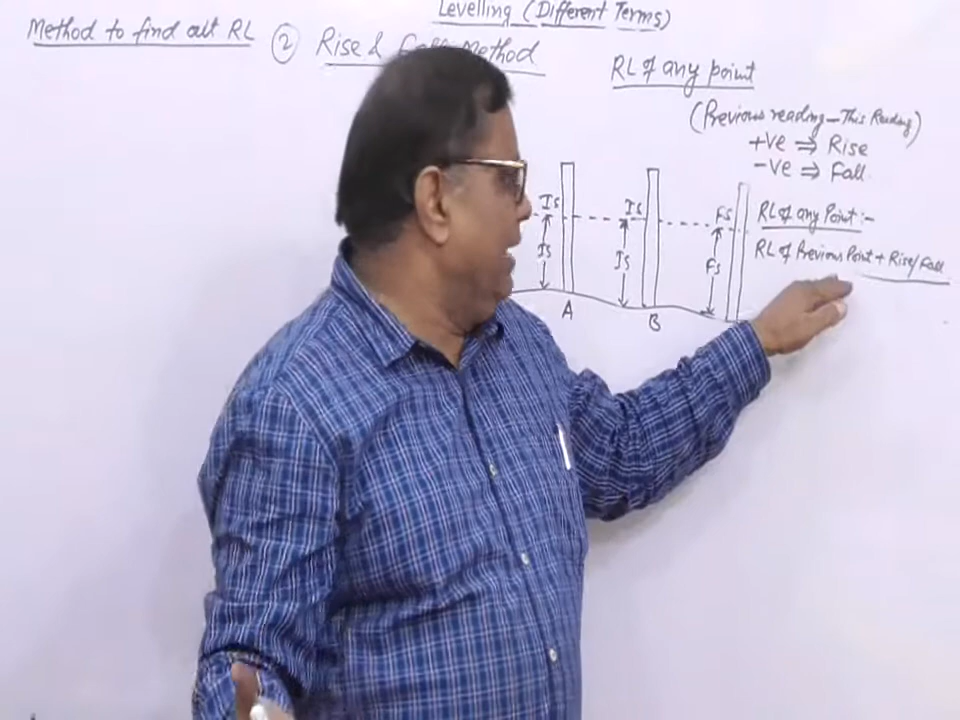 Levelling (Different Terms)
Method to find out RL
② Rise & Method
RL of any point
(Previous reading - This Reading)
+ve ⇒ Rise
-ve ⇒ Fall
RL of any Point :-
RL of Previous Point + Rise/Fall
IS
IS
FS
IS
IS
FS
A
B